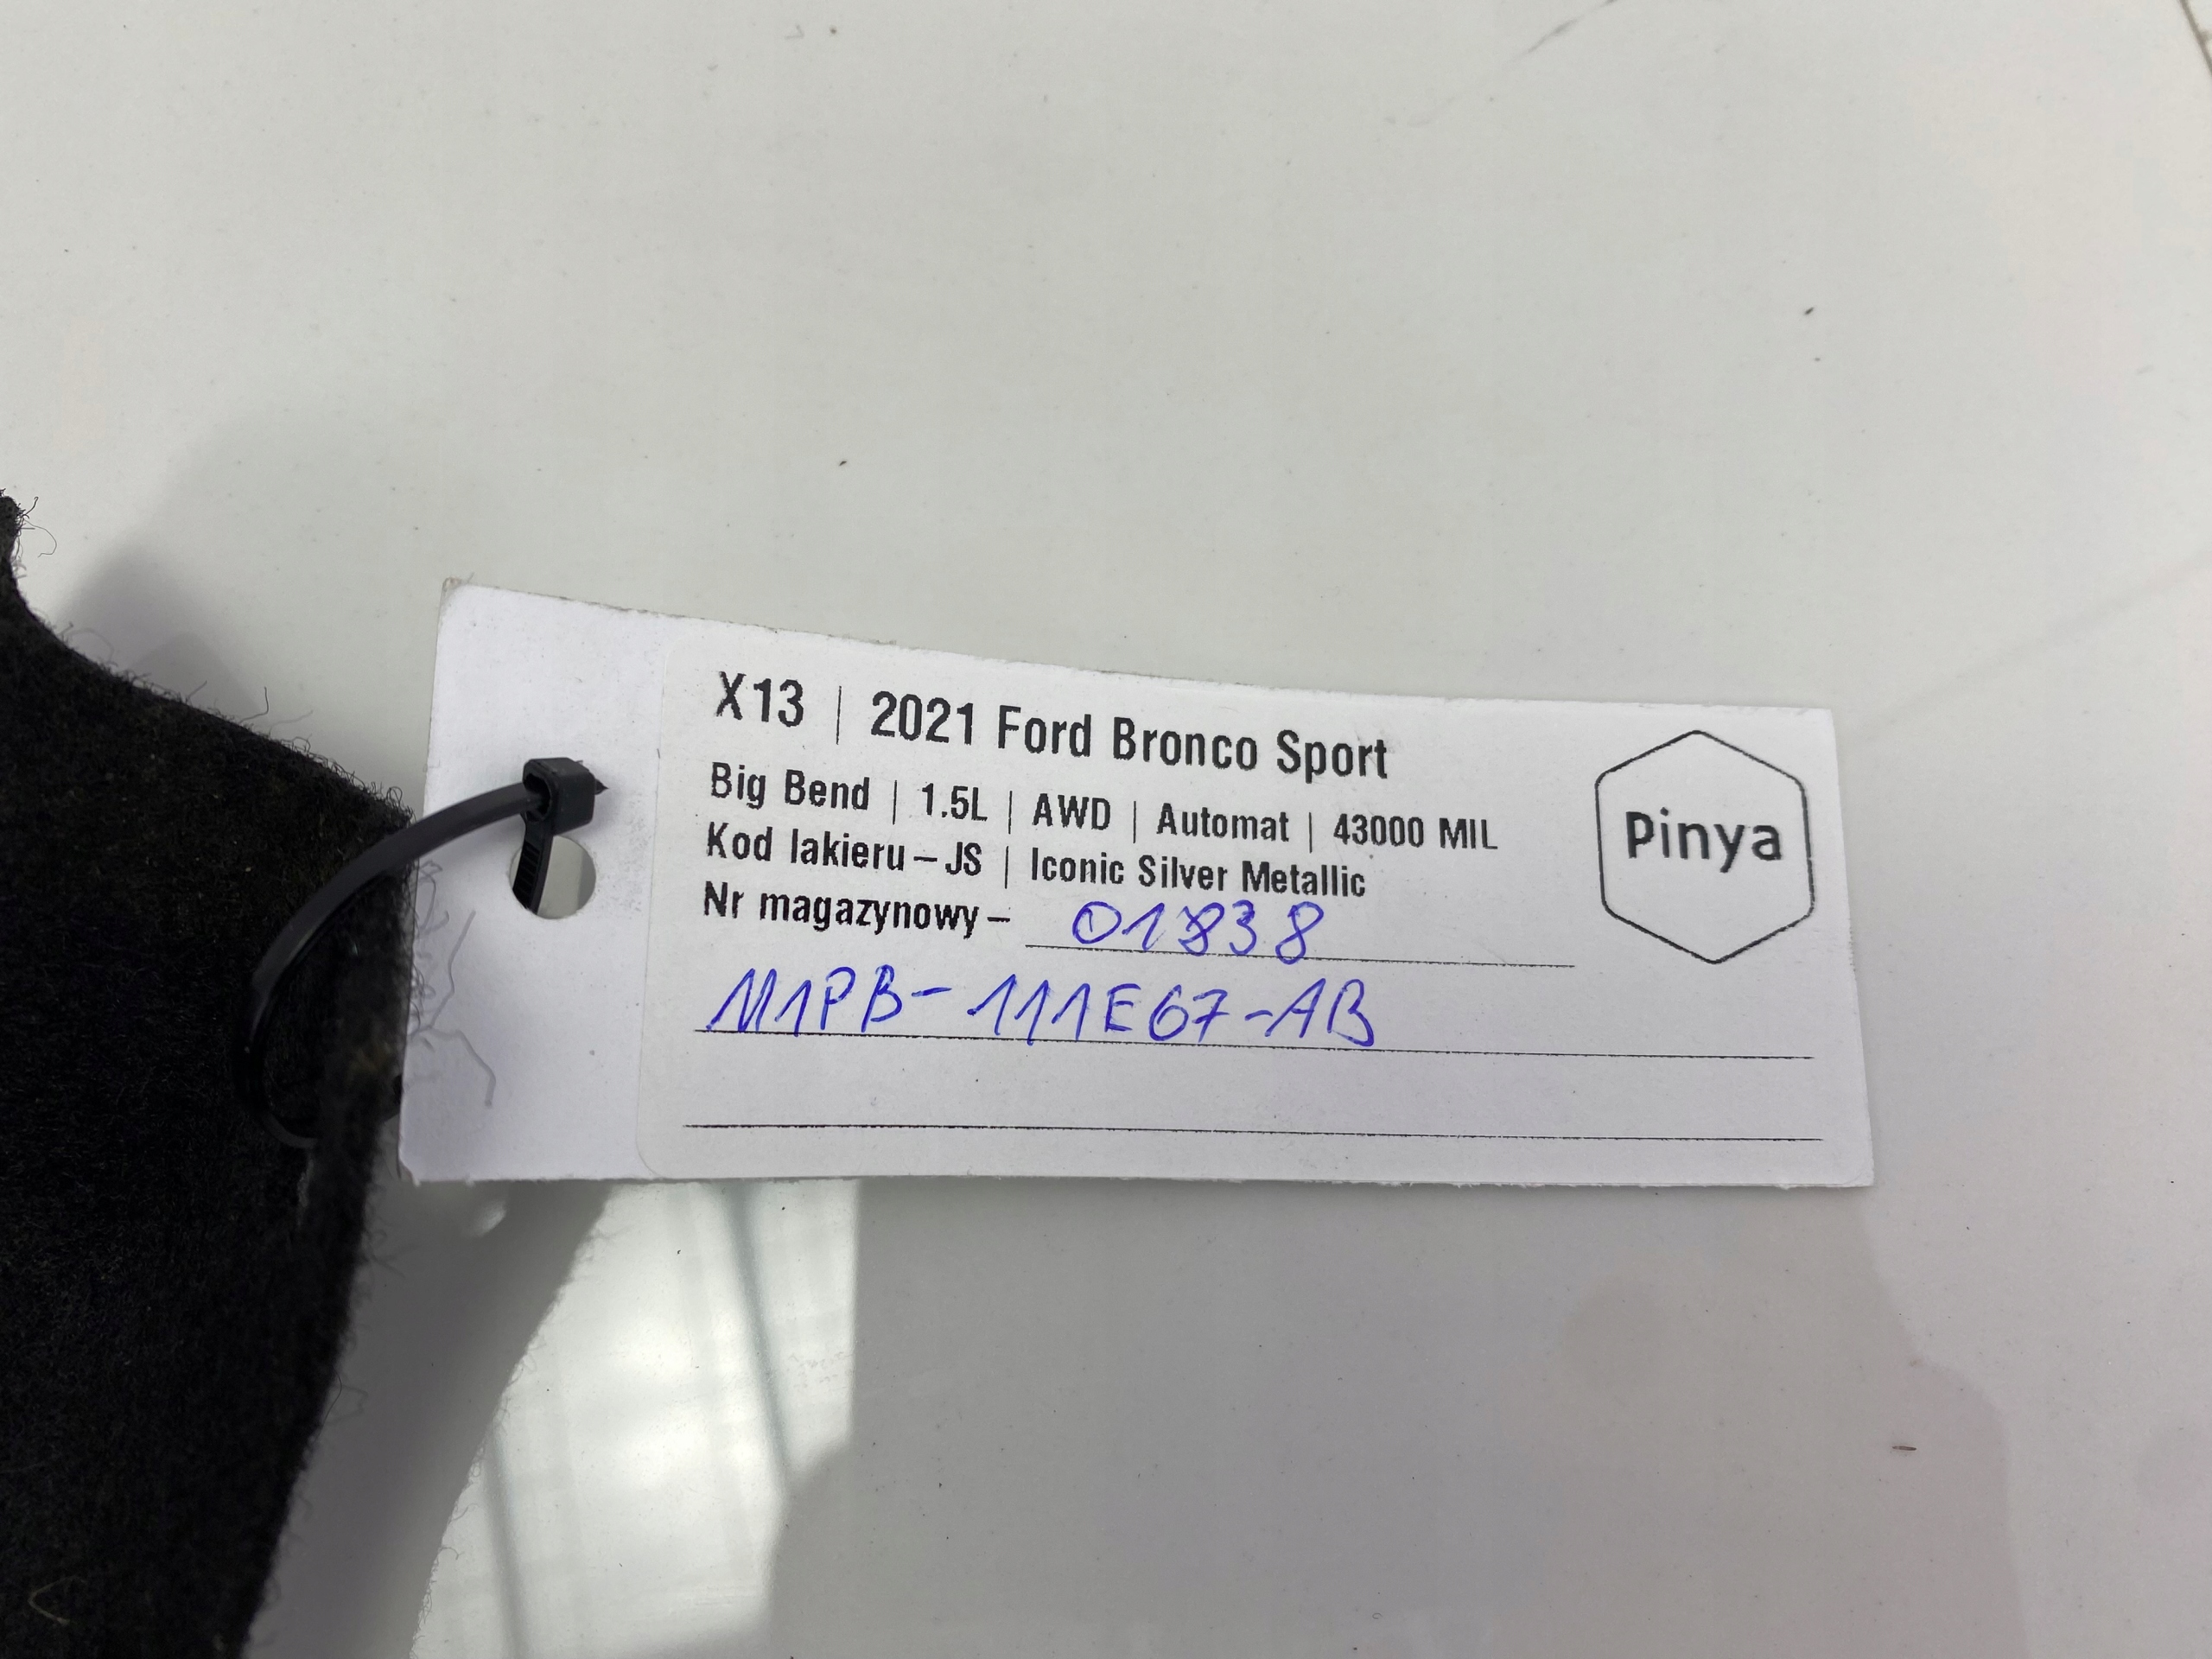 X13 | 2021 Ford Bronco Sport
Big Bend | 1.5L | AWD | Automat | 43000 MIL
Kod lakieru – JS | Iconic Silver Metallic
Nr magazynowy – 01838
M1PB-111E67-AB
Pinya